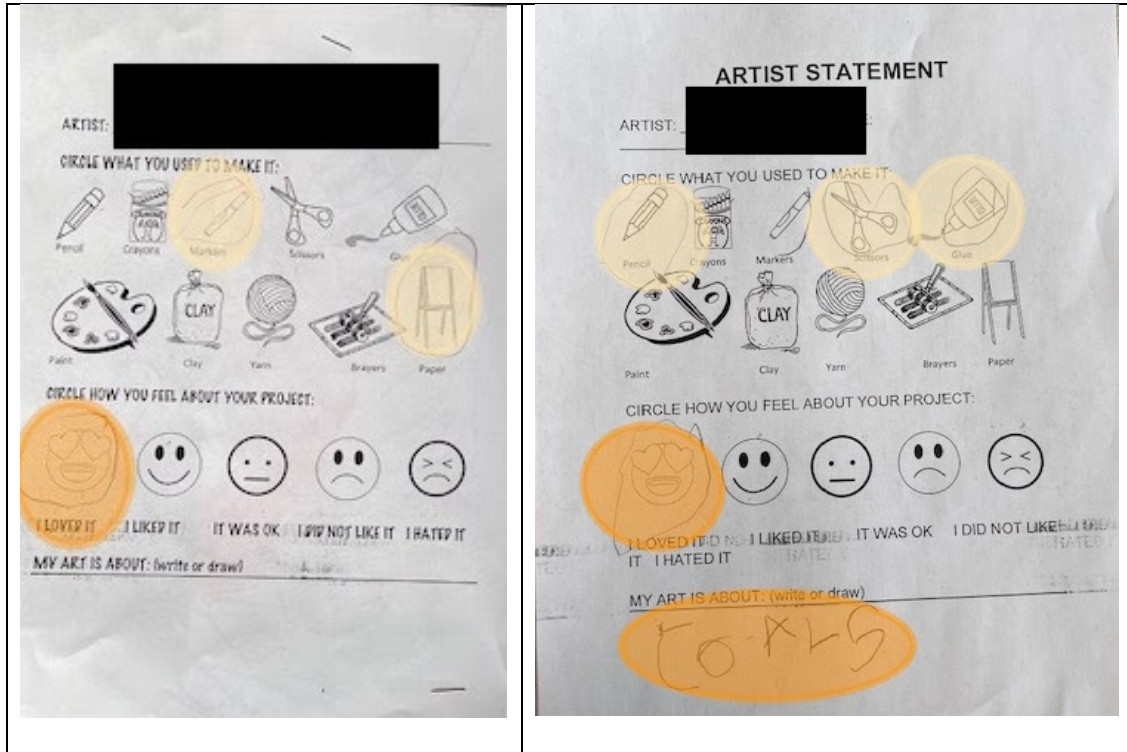 ARTIST:
CIRCLE WHAT YOU USED TO MAKE IT:
Pencil Crayons Markers Scissors Glue
CLAY
Paint Clay Yarn Brayers Paper
CIRCLE HOW YOU FEEL ABOUT YOUR PROJECT:
I LOVED IT I LIKED IT IT WAS OK I DID NOT LIKE IT I HATED IT
MY ART IS ABOUT: (write or draw)
ARTIST STATEMENT
ARTIST:
CIRCLE WHAT YOU USED TO MAKE IT:
Pencil Crayons Markers Scissors Glue
CLAY
Paint Clay Yarn Brayers Paper
CIRCLE HOW YOU FEEL ABOUT YOUR PROJECT:
I LOVED IT I LIKED IT IT WAS OK I DID NOT LIKE
IT I HATED IT
MY ART IS ABOUT: (write or draw)